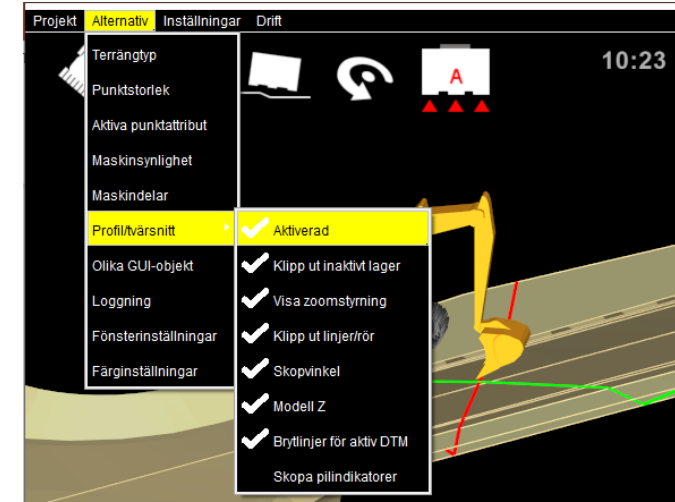 Projekt Alternativ Inställningar Drift
10:23
A
Terrängtyp
Punktstorlek
Aktiva punktattribut
Maskinsynlighet
Maskindelar
Profil/tvärsnitt
Olika GUI-objekt
Loggning
Fönsterinställningar
Färginställningar
Aktiverad
Klipp ut inaktivt lager
Visa zoomstyrning
Klipp ut linjer/rör
Skopvinkel
Modell Z
Brytlinjer för aktiv DTM
Skopa pilindikatorer